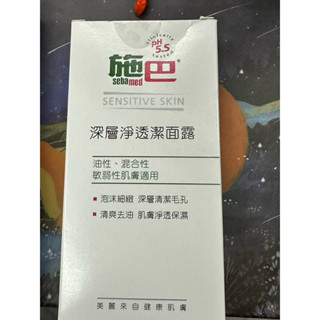 clinically
pH
5.5
tested
施巴®
sebamed
SENSITIVE SKIN
深層淨透潔面露
油性、混合性
敏弱性肌膚適用
• 泡沫細緻 深層清潔毛孔
• 清爽去油 肌膚淨透保濕
美麗來自健康肌膚